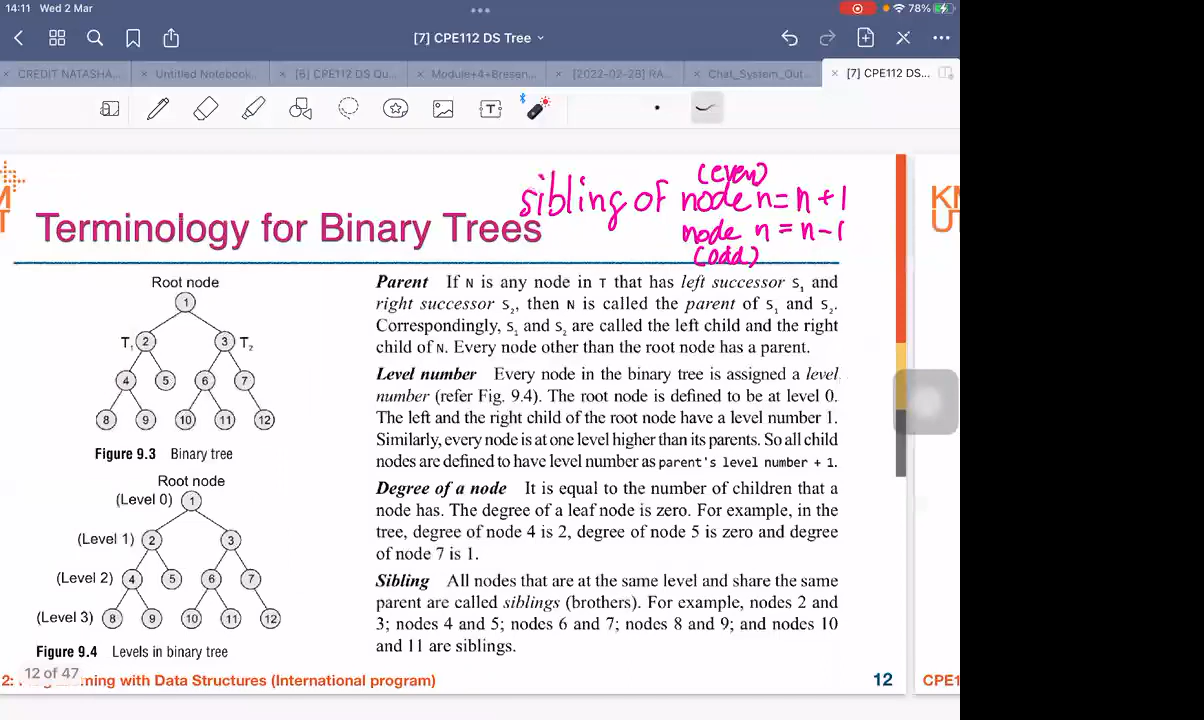 14:11 Wed 2 Mar
78%
[7] CPE112 DS Tree
CREDIT NATASHA...
Untitled Notebook...
[6] CPE112 DS Qu...
Module+4+Bresen...
[2022-02-28] RA...
Chat_System_Out...
[7] CPE112 DS...
T
(even)
sibling of node n = n + 1
node n = n - 1
(odd)
Terminology for Binary Trees
KM
UT
Root node
1
T1 2 3 T2
4 5 6 7
8 9 10 11 12
Figure 9.3 Binary tree
Root node
(Level 0) 1
(Level 1) 2 3
(Level 2) 4 5 6 7
(Level 3) 8 9 10 11 12
Figure 9.4 Levels in binary tree
Parent If N is any node in T that has left successor S1 and
right successor S2, then N is called the parent of S1 and S2.
Correspondingly, S1 and S2 are called the left child and the right
child of N. Every node other than the root node has a parent.
Level number Every node in the binary tree is assigned a level
number (refer Fig. 9.4). The root node is defined to be at level 0.
The left and the right child of the root node have a level number 1.
Similarly, every node is at one level higher than its parents. So all child
nodes are defined to have level number as parent's level number + 1.
Degree of a node It is equal to the number of children that a
node has. The degree of a leaf node is zero. For example, in the
tree, degree of node 4 is 2, degree of node 5 is zero and degree
of node 7 is 1.
Sibling All nodes that are at the same level and share the same
parent are called siblings (brothers). For example, nodes 2 and
3; nodes 4 and 5; nodes 6 and 7; nodes 8 and 9; and nodes 10
and 11 are siblings.
12 of 47
2: with Data Structures (International program)
12
CPE1